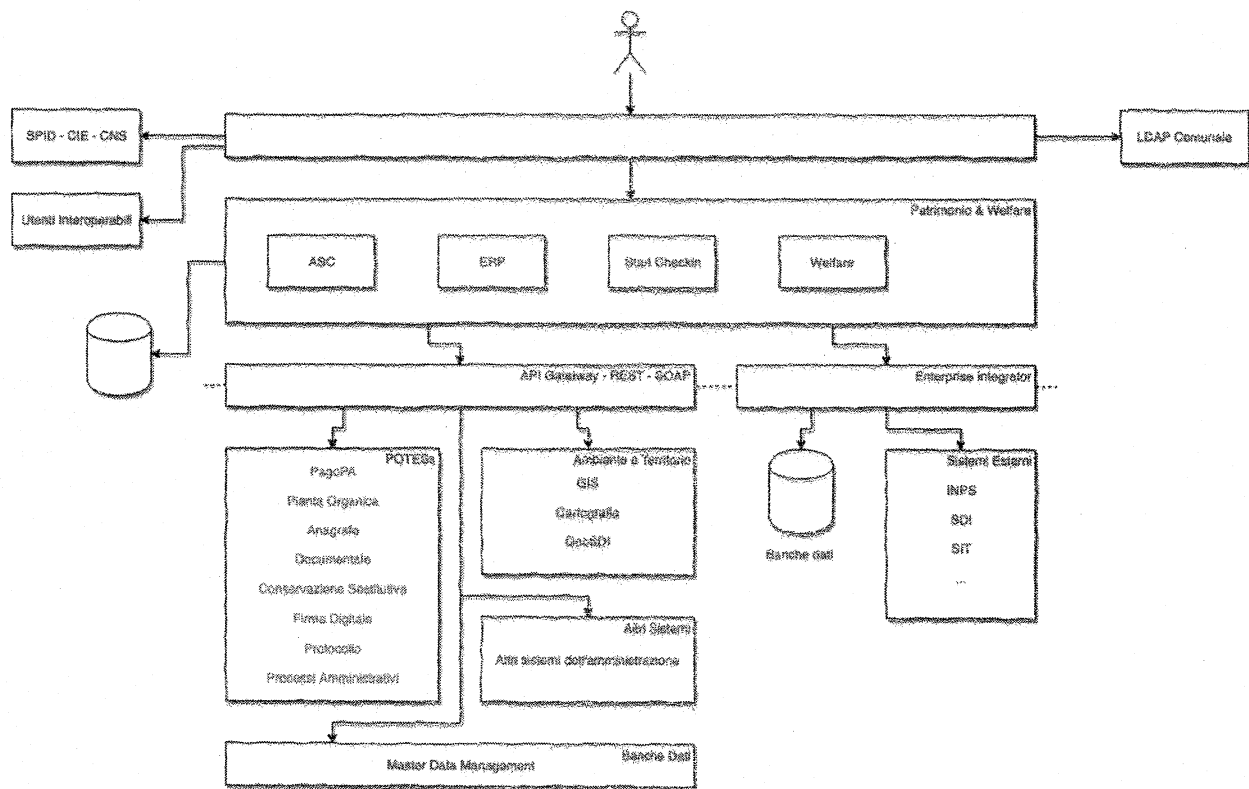 SPID - CIE - CNS
LDAP Comunale
Utenti Interoperabili
Patrimonio & Welfare
ASC
ERP
Start Checkin
Welfare
API Gateway - REST - SOAP
Enterprise Integrator
POTESs
PagoPA
Pianta Organica
Anagrafe
Documentale
Conservazione Sostitutiva
Firma Digitale
Protocollo
Processi Amministrativi
Ambiente e Territorio
GIS
Cartografia
GeoSDI
Banche dati
Sistemi Esterni
INPS
SDI
SIT
...
Altri Sistemi
Altri sistemi dell'amministrazione
Banche Dati
Master Data Management